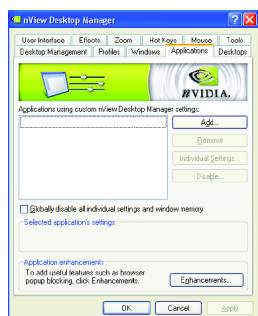 nView Desktop Manager
User Interface Effects Zoom Hot Keys Mouse Tools
Desktop Management Profiles Windows Applications Desktops
NVIDIA.
Applications using custom nView Desktop Manager settings:
Add...
Remove
Individual Settings...
Disable...
Globally disable all individual settings and window memory
Selected application's settings
Application enhancements
To add useful features such as browser
popup blocking, click Enhancements.
Enhancements...
OK Cancel Apply